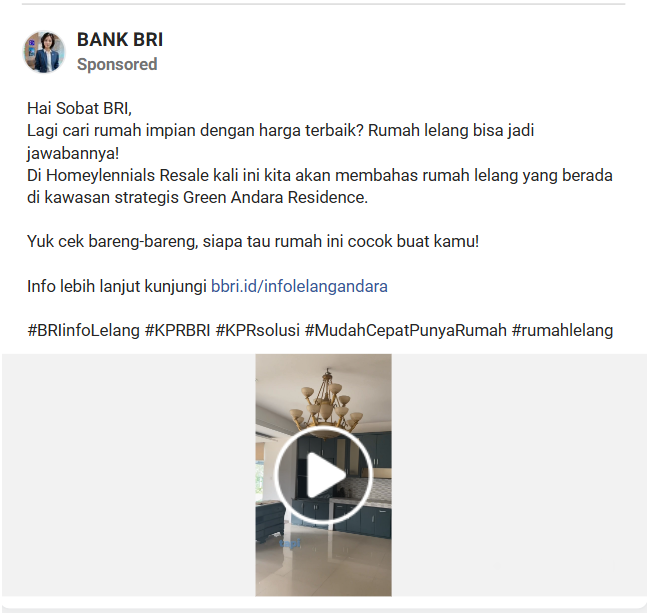 BANK BRI
Sponsored
Hai Sobat BRI,
Lagi cari rumah impian dengan harga terbaik? Rumah lelang bisa jadi
jawabannya!
Di Homeylennials Resale kali ini kita akan membahas rumah lelang yang berada
di kawasan strategis Green Andara Residence.
Yuk cek bareng-bareng, siapa tau rumah ini cocok buat kamu!
Info lebih lanjut kunjungi bbri.id/infolelangandara
#BRIinfoLelang #KPRBRI #KPRsolusi #MudahCepatPunyaRumah #rumahlelang